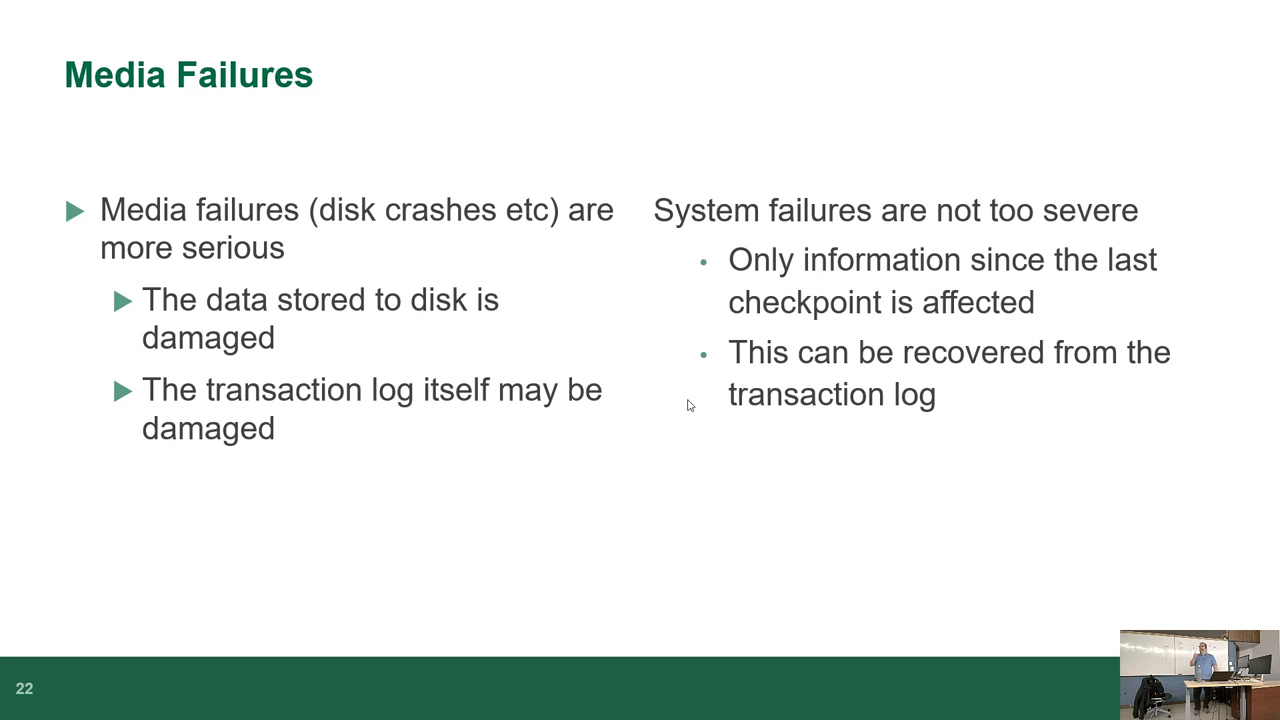 Media Failures
Media failures (disk crashes etc) are
more serious
The data stored to disk is
damaged
The transaction log itself may be
damaged
System failures are not too severe
Only information since the last
checkpoint is affected
This can be recovered from the
transaction log
22